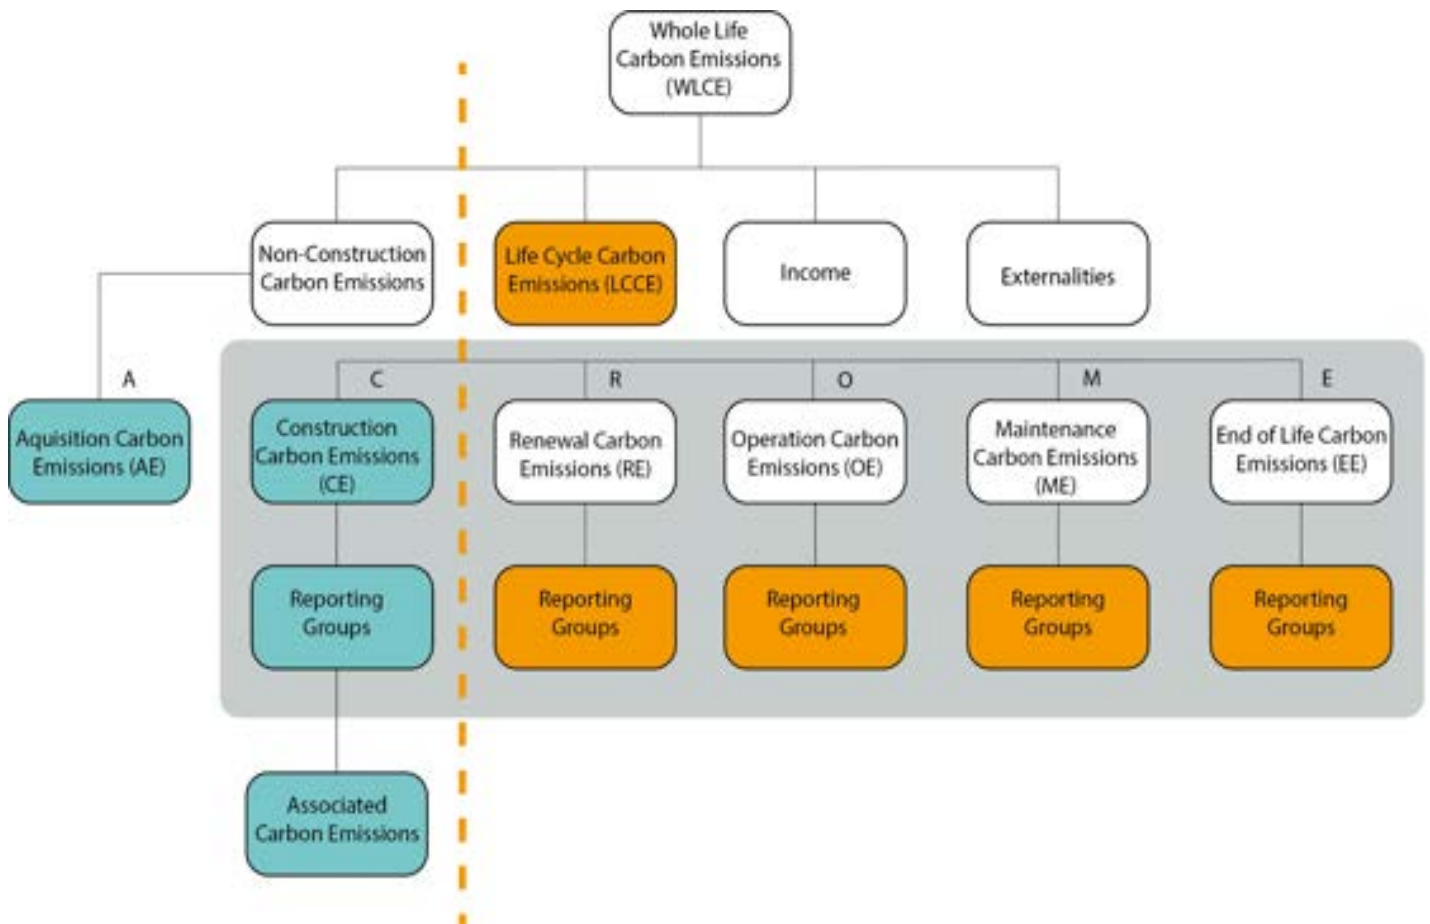 Whole Life
Carbon Emissions
(WLCE)
Non-Construction
Carbon Emissions
Life Cycle Carbon
Emissions (LCCE)
Income
Externalities
A
C
R
O
M
E
Aquisition Carbon
Emissions (AE)
Construction
Carbon Emissions
(CE)
Renewal Carbon
Emissions (RE)
Operation Carbon
Emissions (OE)
Maintenance
Carbon Emissions
(ME)
End of Life Carbon
Emissions (EE)
Reporting
Groups
Reporting
Groups
Reporting
Groups
Reporting
Groups
Reporting
Groups
Associated
Carbon Emissions